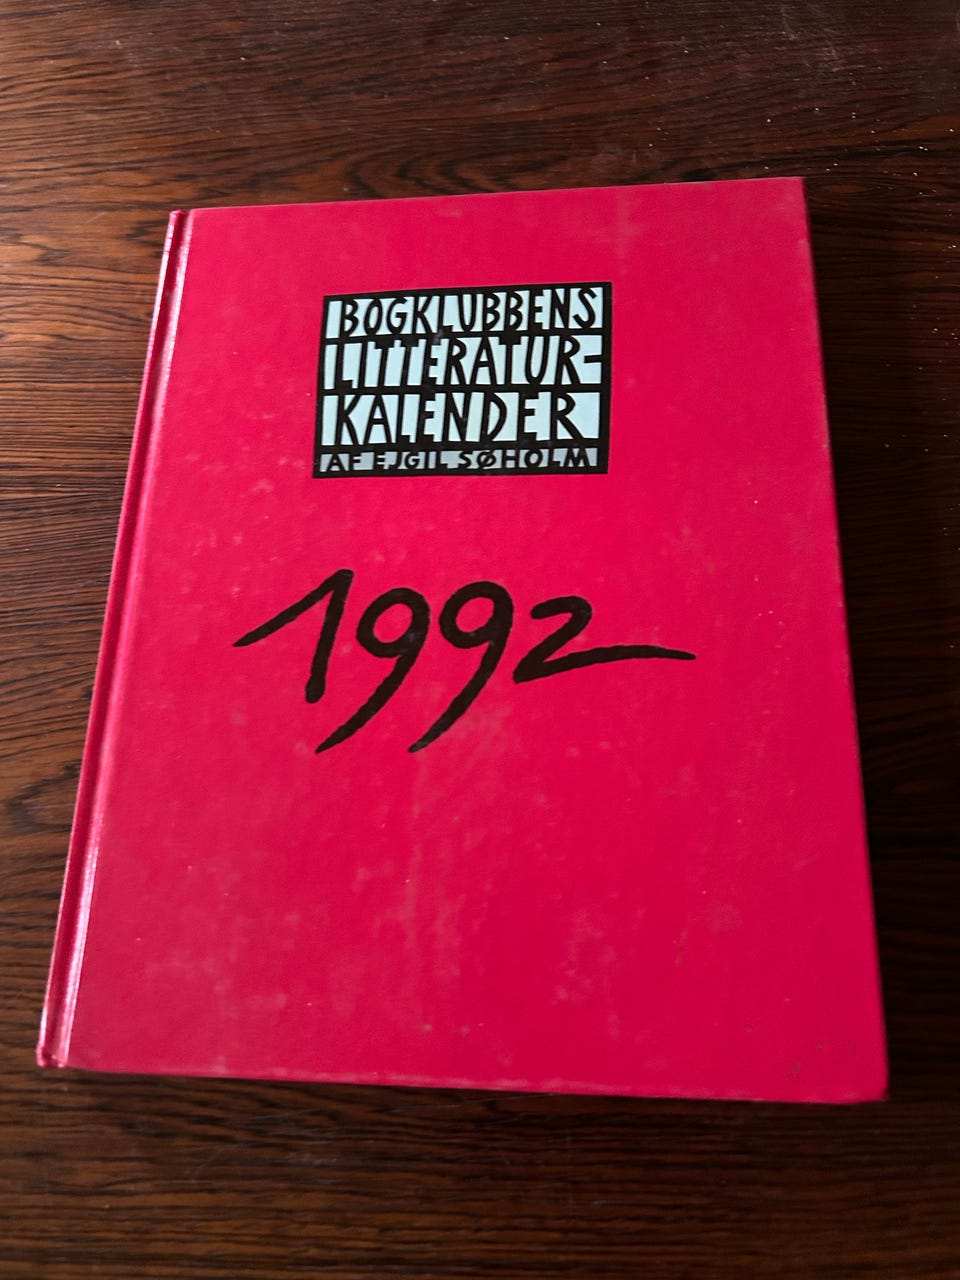 BOGKLUBBENS
LITTERATUR-
KALENDER
AF EJGIL SØHOLM
1992